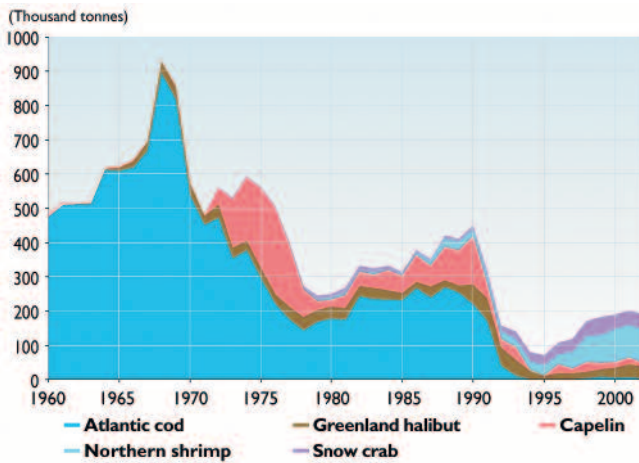 (Thousand tonnes)
1000
900
800
700
600
500
400
300
200
100
0
1960 1965 1970 1975 1980 1985 1990 1995 2000
Atlantic cod Greenland halibut Capelin
Northern shrimp Snow crab